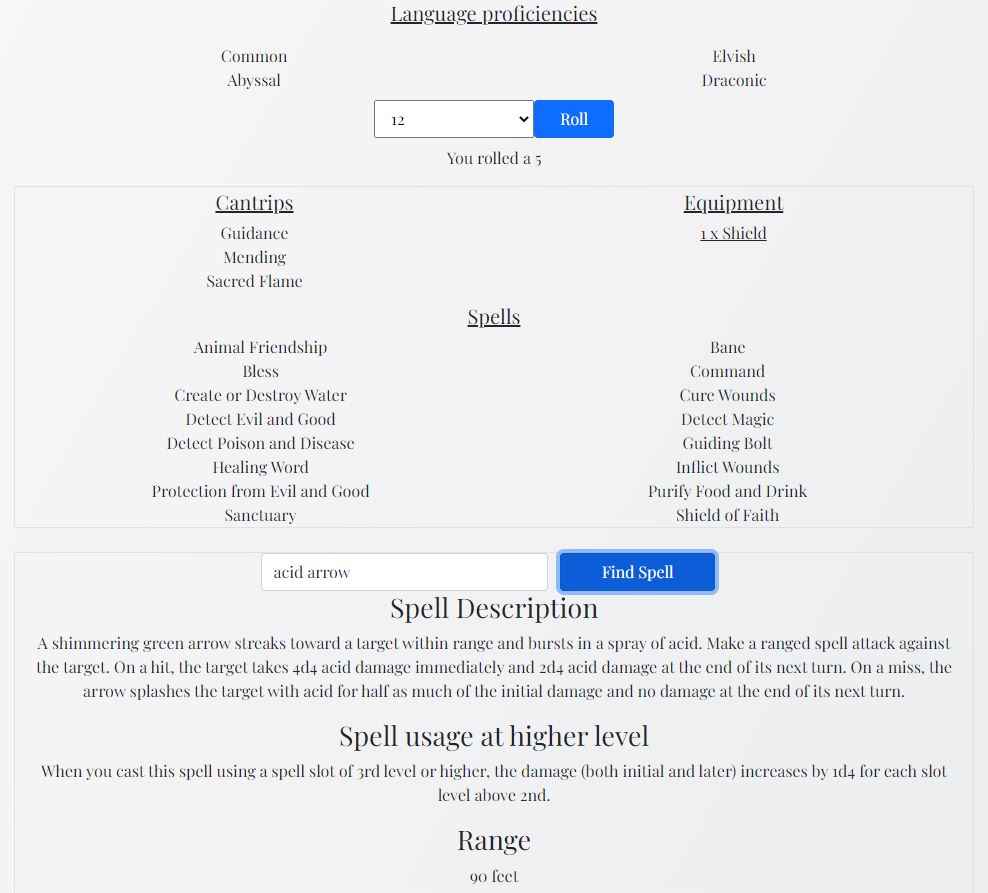 Language proficiencies
Common
Elvish
Abyssal
Draconic
12
Roll
You rolled a 5
Cantrips
Equipment
Guidance
1 x Shield
Mending
Sacred Flame
Spells
Animal Friendship
Bane
Bless
Command
Create or Destroy Water
Cure Wounds
Detect Evil and Good
Detect Magic
Detect Poison and Disease
Guiding Bolt
Healing Word
Inflict Wounds
Protection from Evil and Good
Purify Food and Drink
Sanctuary
Shield of Faith
acid arrow
Find Spell
Spell Description
A shimmering green arrow streaks toward a target within range and bursts in a spray of acid. Make a ranged spell attack against
the target. On a hit, the target takes 4d4 acid damage immediately and 2d4 acid damage at the end of its next turn. On a miss, the
arrow splashes the target with acid for half as much of the initial damage and no damage at the end of its next turn.
Spell usage at higher level
When you cast this spell using a spell slot of 3rd level or higher, the damage (both initial and later) increases by 1d4 for each slot
level above 2nd.
Range
90 feet